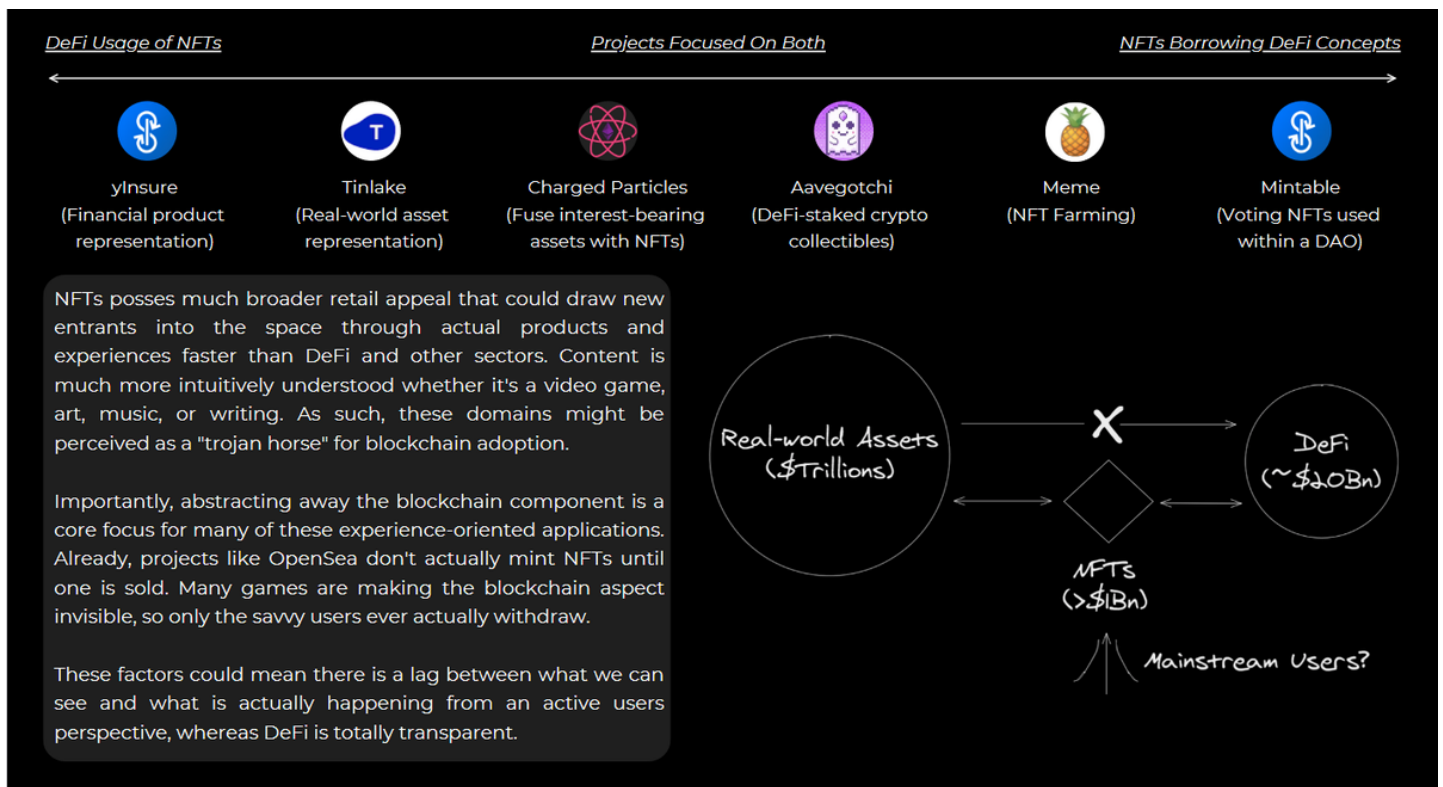 DeFi Usage of NFTs
Projects Focused On Both
NFTs Borrowing DeFi Concepts
T
yInsure
(Financial product
representation)
Tinlake
(Real-world asset
representation)
Charged Particles
(Fuse interest-bearing
assets with NFTs)
Aavegotchi
(DeFi-staked crypto
collectibles)
Meme
(NFT Farming)
Mintable
(Voting NFTs used
within a DAO)
NFTs posses much broader retail appeal that could draw new
entrants into the space through actual products and
experiences faster than DeFi and other sectors. Content is
much more intuitively understood whether it's a video game,
art, music, or writing. As such, these domains might be
perceived as a "trojan horse" for blockchain adoption.
Importantly, abstracting away the blockchain component is a
core focus for many of these experience-oriented applications.
Already, projects like OpenSea don't actually mint NFTs until
one is sold. Many games are making the blockchain aspect
invisible, so only the savvy users ever actually withdraw.
These factors could mean there is a lag between what we can
see and what is actually happening from an active users
perspective, whereas DeFi is totally transparent.
Real-world Assets
($Trillions)
X
DeFi
(~$20Bn)
NFTs
(>$1Bn)
Mainstream Users?